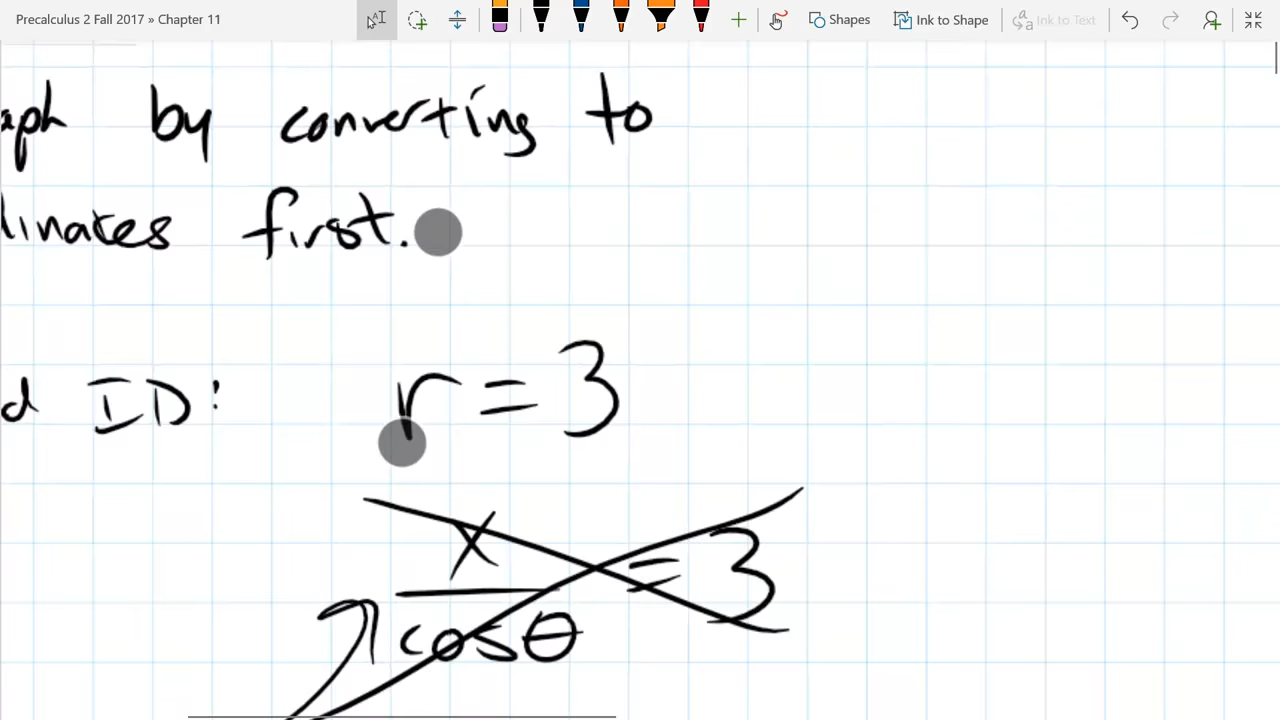 Precalculus 2 Fall 2017 » Chapter 11
Shapes
Ink to Shape
Ink to Text
aph by converting to
linates first.
d ID: r = 3
x
= 3
cosθ